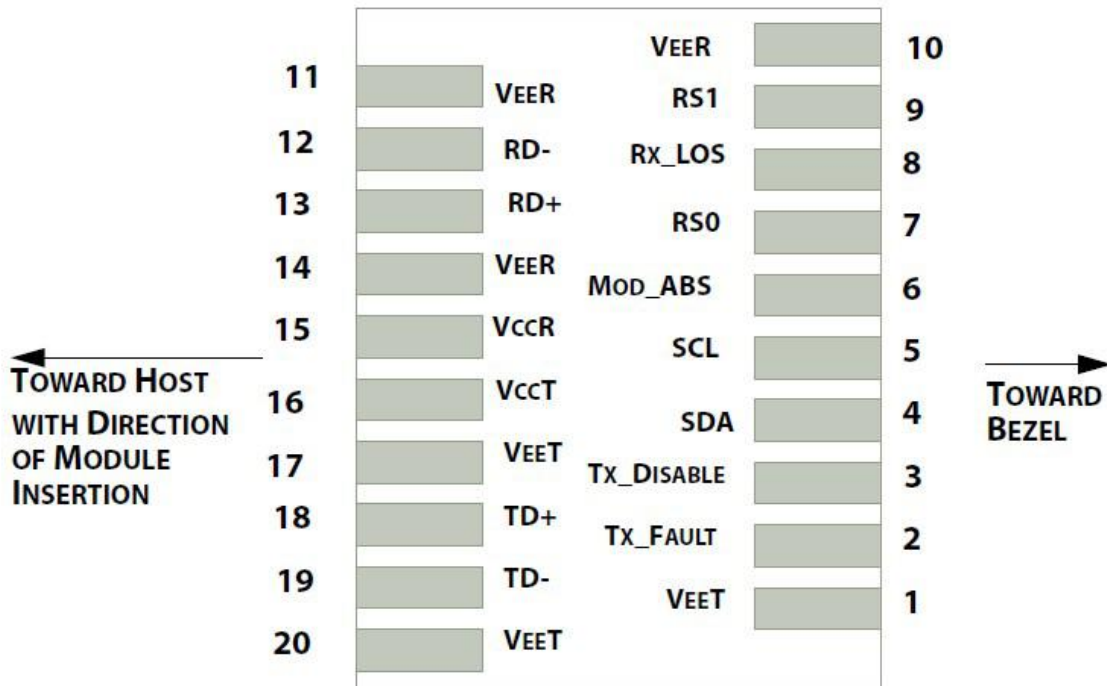 VEER 10
11 VEER
RS1 9
12 RD-
RX_LOS 8
13 RD+
RS0 7
14 VEER
MOD_ABS 6
15 VCCR
SCL 5
TOWARD HOST
WITH DIRECTION
OF MODULE
INSERTION
TOWARD
BEZEL
16 VCCT
SDA 4
17 VEET
TX_DISABLE 3
18 TD+
TX_FAULT 2
19 TD-
VEET 1
20 VEET